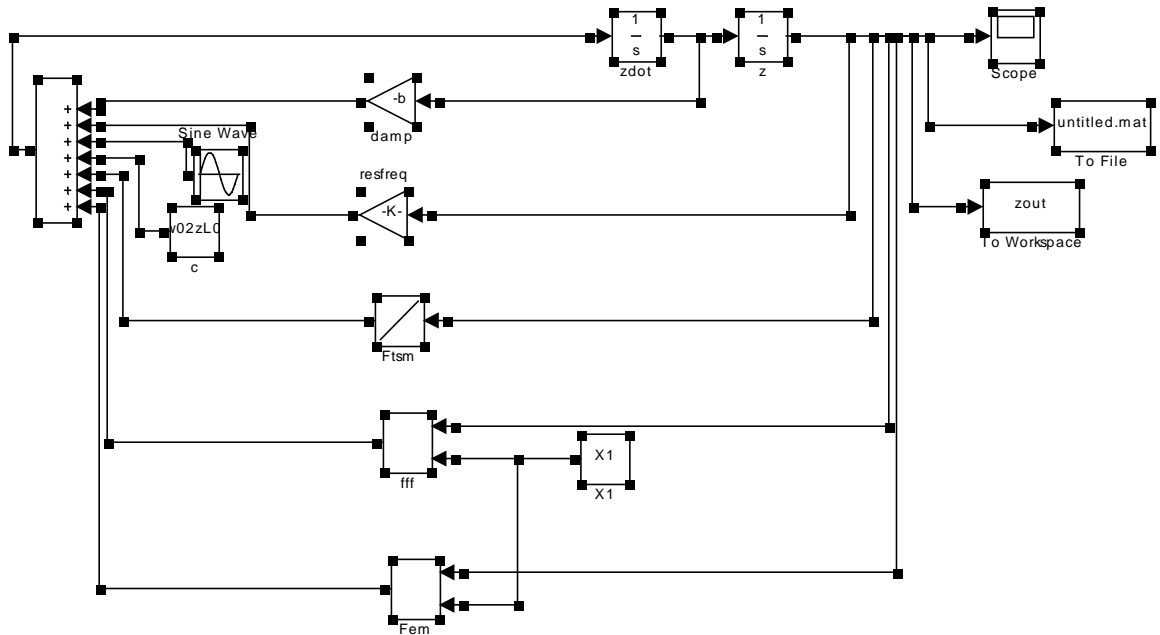 1
s
zdot
1
s
z
Scope
-b
damp
untitled.mat
To File
+
+
+
+
+
+
+
Sine Wave
resfreq
-K-
zout
To Workspace
w02zL0
c
Ftsm
fff
X1
X1
Fem